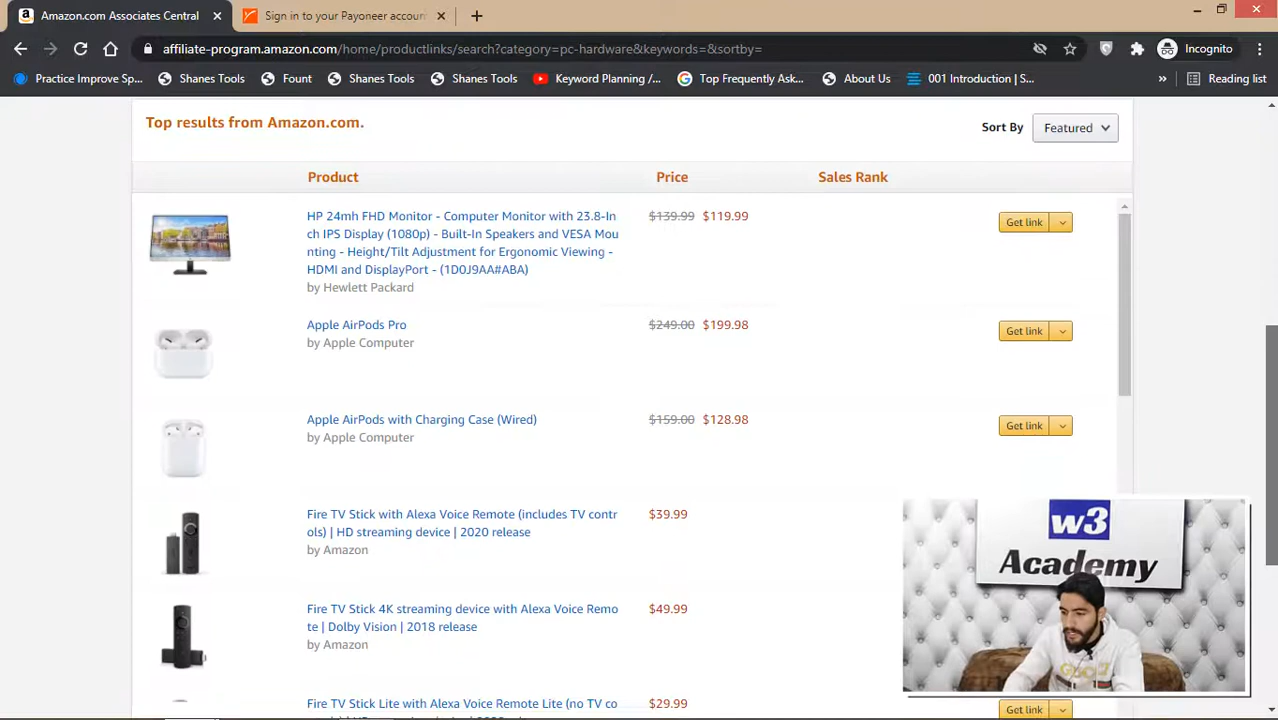 Amazon.com Associates Central
Sign in to your Payoneer accoun
affiliate-program.amazon.com/home/productlinks/search?category=pc-hardware&keywords=&sortby=
Incognito
Practice Improve Sp...
Shanes Tools
Fount
Shanes Tools
Shanes Tools
Keyword Planning /...
Top Frequently Ask...
About Us
001 Introduction | S...
»
Reading list
Top results from Amazon.com.
Sort By
Featured
Product
Price
Sales Rank
HP 24mh FHD Monitor - Computer Monitor with 23.8-In
ch IPS Display (1080p) - Built-In Speakers and VESA Mou
nting - Height/Tilt Adjustment for Ergonomic Viewing -
HDMI and DisplayPort - (1D0J9AA#ABA)
by Hewlett Packard
$139.99 $119.99
Get link
Apple AirPods Pro
by Apple Computer
$249.00 $199.98
Get link
Apple AirPods with Charging Case (Wired)
by Apple Computer
$159.00 $128.98
Get link
Fire TV Stick with Alexa Voice Remote (includes TV contr
ols) | HD streaming device | 2020 release
by Amazon
$39.99
Fire TV Stick 4K streaming device with Alexa Voice Remo
te | Dolby Vision | 2018 release
by Amazon
$49.99
Fire TV Stick Lite with Alexa Voice Remote Lite (no TV co
$29.99
Get link
w3
Academy